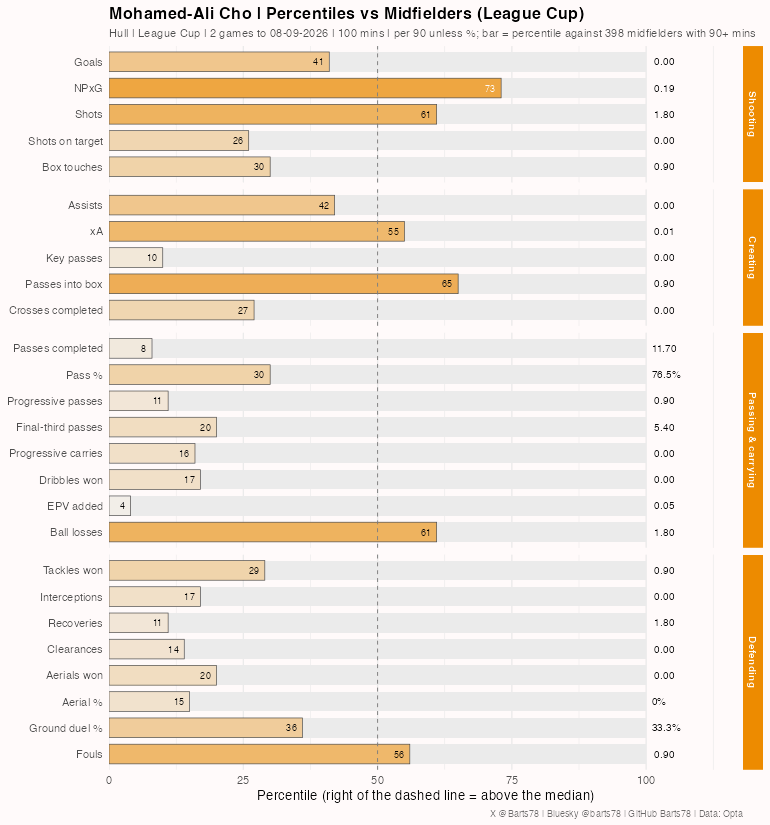 Mohamed-Ali Cho | Percentiles vs Midfielders (League Cup)
Hull | League Cup | 2 games to 08-09-2026 | 100 mins | per 90 unless %; bar = percentile against 398 midfielders with 90+ mins
Goals 41 0.00
NPxG 73 0.19
Shots 61 1.80
Shots on target 26 0.00
Box touches 30 0.90
Shooting
Assists 42 0.00
xA 55 0.01
Key passes 10 0.00
Passes into box 65 0.90
Crosses completed 27 0.00
Creating
Passes completed 8 11.70
Pass % 30 76.5%
Progressive passes 11 0.90
Final-third passes 20 5.40
Progressive carries 16 0.00
Dribbles won 17 0.00
EPV added 4 0.05
Ball losses 61 1.80
Passing & carrying
Tackles won 29 0.90
Interceptions 17 0.00
Recoveries 11 1.80
Clearances 14 0.00
Aerials won 20 0.00
Aerial % 15 0%
Ground duel % 36 33.3%
Fouls 56 0.90
Defending
0 25 50 75 100
Percentile (right of the dashed line = above the median)
X @Barts78 | Bluesky @barts78 | GitHub Barts78 | Data: Opta